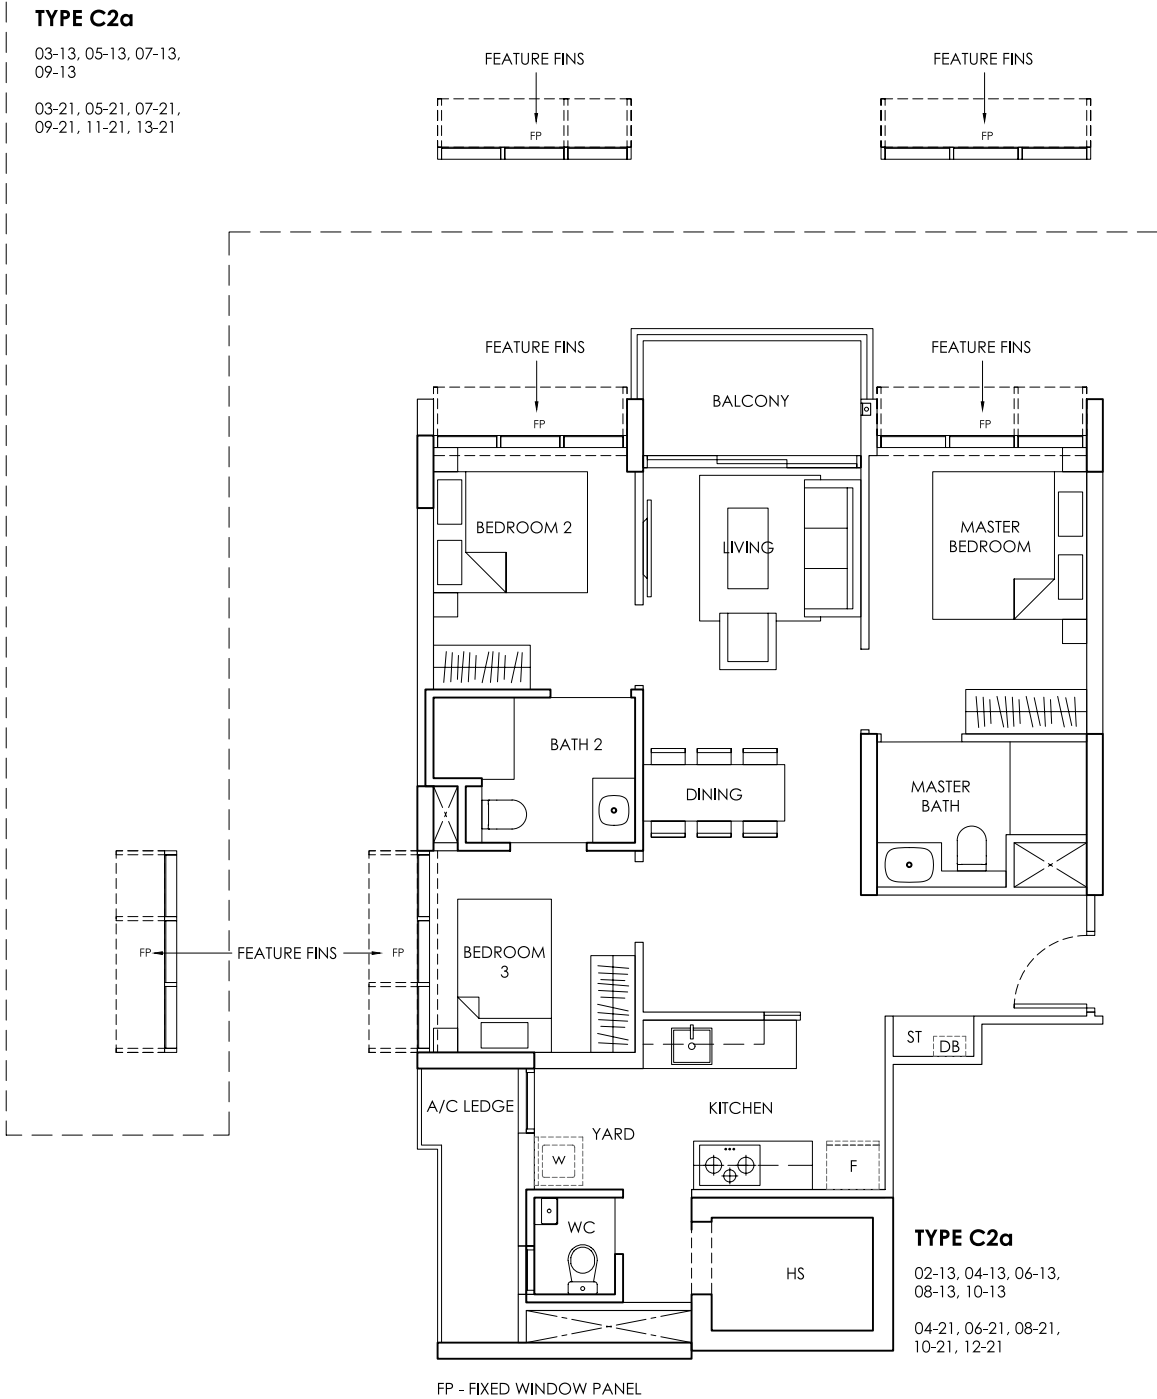 TYPE C2a
03-13, 05-13, 07-13,
09-13
03-21, 05-21, 07-21,
09-21, 11-21, 13-21
FEATURE FINS
FP
FEATURE FINS
FP
FEATURE FINS
FP
BALCONY
FEATURE FINS
FP
BEDROOM 2
LIVING
MASTER
BEDROOM
BATH 2
DINING
MASTER
BATH
FP
FEATURE FINS
FP
BEDROOM
3
ST
DB
A/C LEDGE
KITCHEN
YARD
W
F
WC
HS
TYPE C2a
02-13, 04-13, 06-13,
08-13, 10-13
04-21, 06-21, 08-21,
10-21, 12-21
FP - FIXED WINDOW PANEL